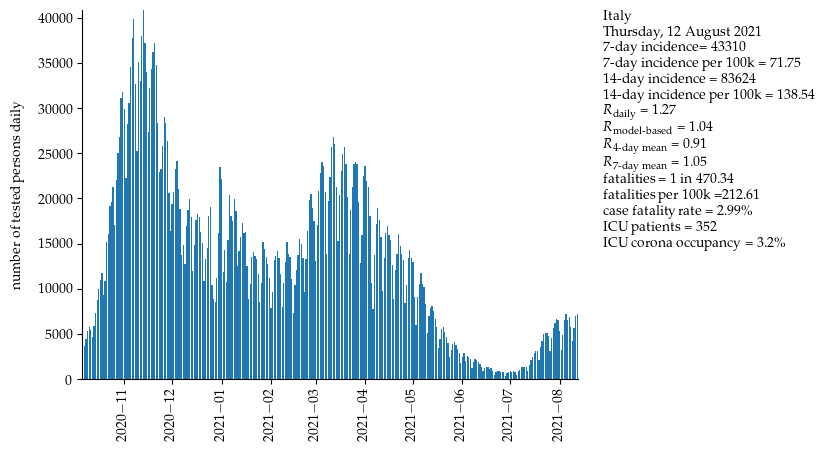 40000
35000
30000
25000
20000
15000
10000
5000
0
number of tested persons daily
2020−11
2020−12
2021−01
2021−02
2021−03
2021−04
2021−05
2021−06
2021−07
2021−08
Italy
Thursday, 12 August 2021
7-day incidence= 43310
7-day incidence per 100k = 71.75
14-day incidence = 83624
14-day incidence per 100k = 138.54
R daily = 1.27
R model-based = 1.04
R 4-day mean = 0.91
R 7-day mean = 1.05
fatalities = 1 in 470.34
fatalities per 100k =212.61
case fatality rate = 2.99%
ICU patients = 352
ICU corona occupancy = 3.2%